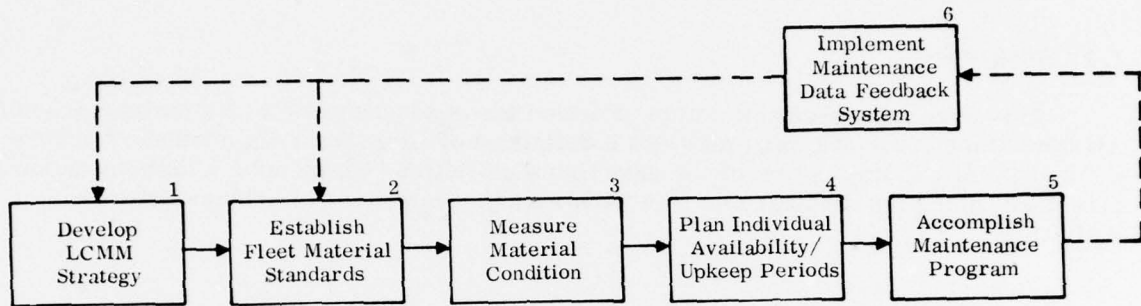 6
Implement
Maintenance
Data Feedback
System
1
Develop
LCMM
Strategy
2
Establish
Fleet Material
Standards
3
Measure
Material
Condition
4
Plan Individual
Availability/
Upkeep Periods
5
Accomplish
Maintenance
Program